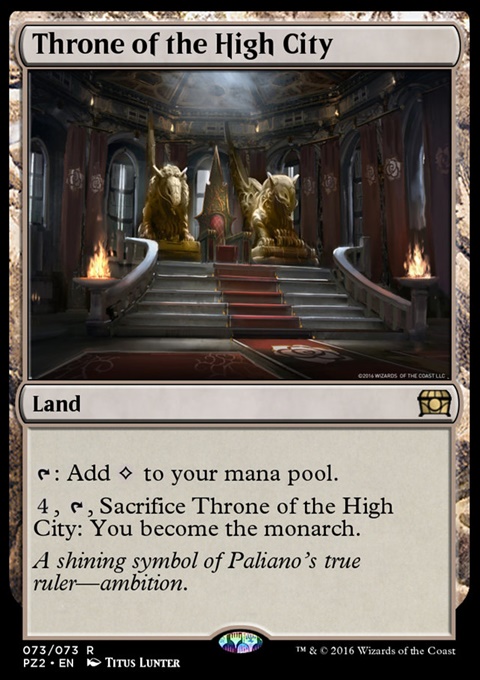 Throne of the High City
©2016 WIZARDS OF THE COAST LLC
Land
: Add to your mana pool.
4 , , Sacrifice Throne of the High
City: You become the monarch.
A shining symbol of Paliano's true
ruler—ambition.
073/073 R
PZ2 • EN Titus Lunter
™ & © 2016 Wizards of the Coast